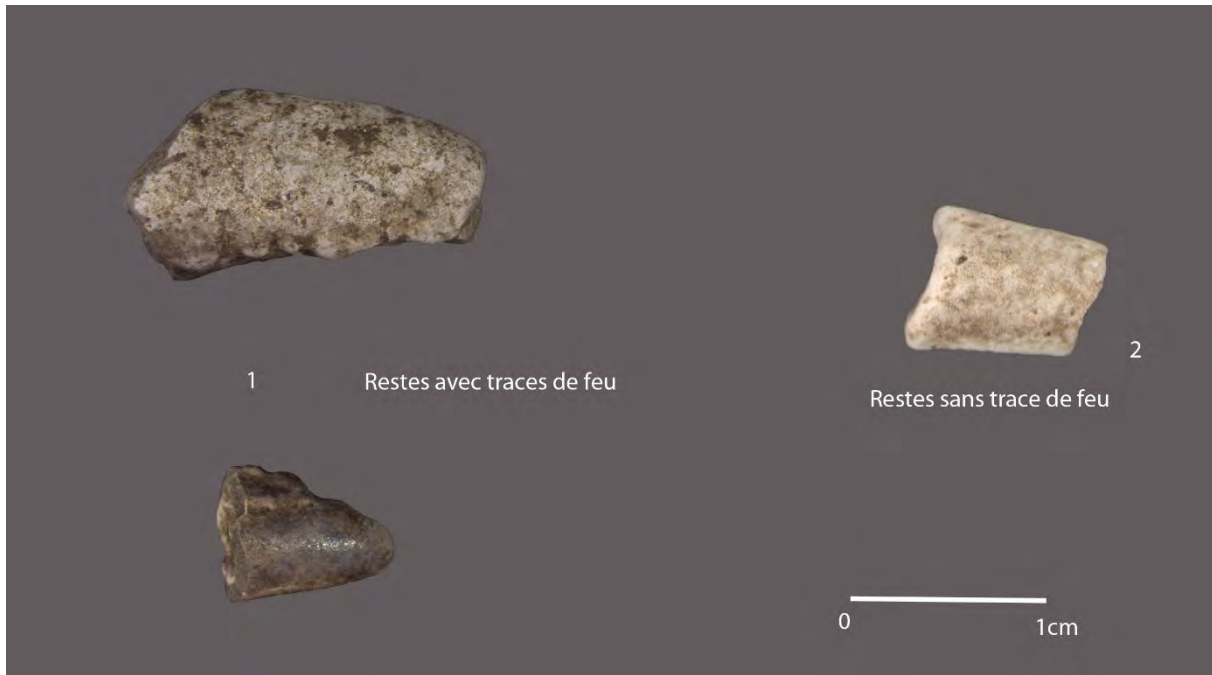 1
Restes avec traces de feu
2
Restes sans trace de feu
0
1cm